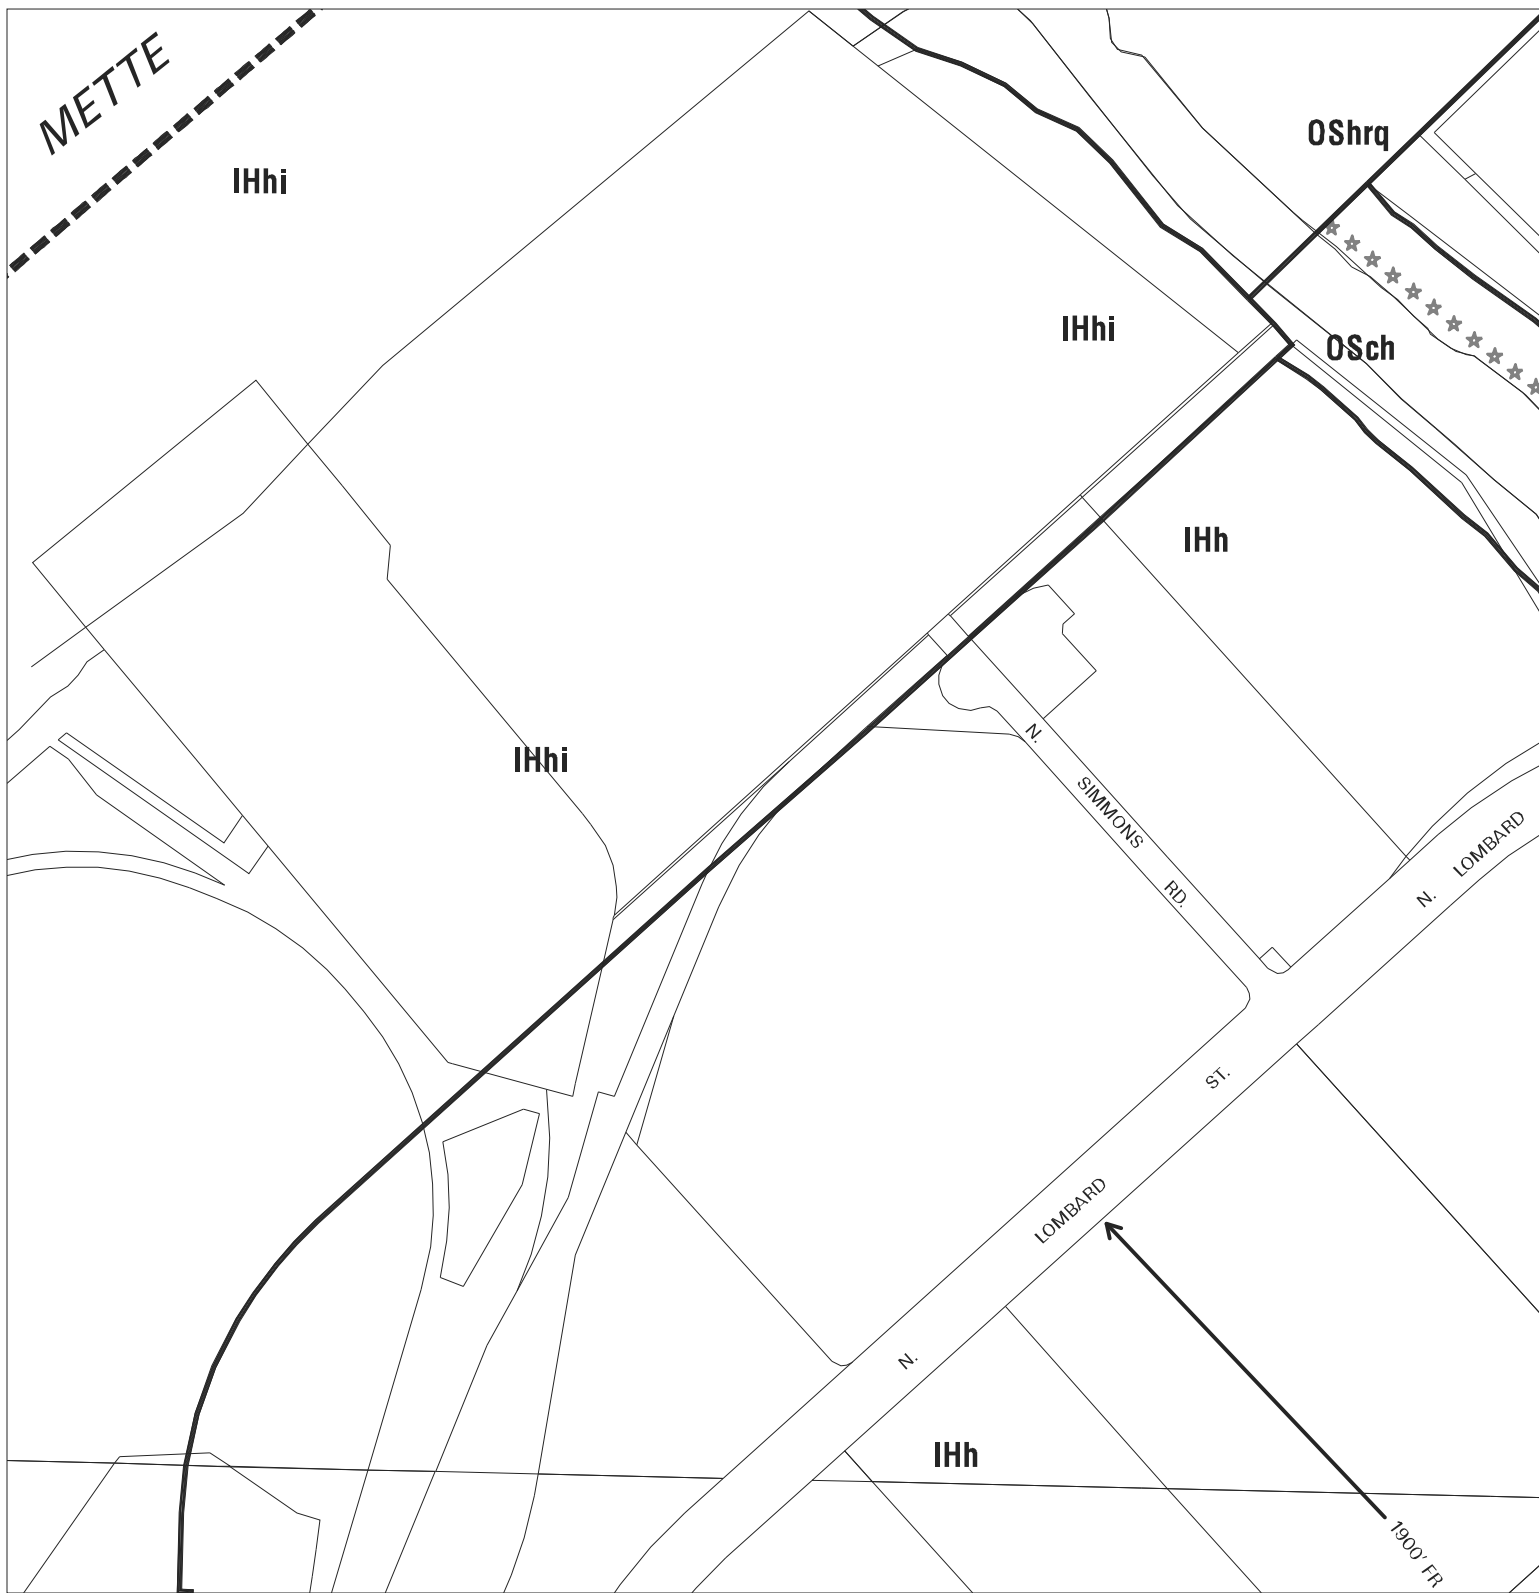 METTE
OShrq
IHhi
IHhi
OSch
IHh
N.
SIMMONS
RD.
IHhi
LOMBARD
N.
ST.
LOMBARD
N.
IHh
1900' FR